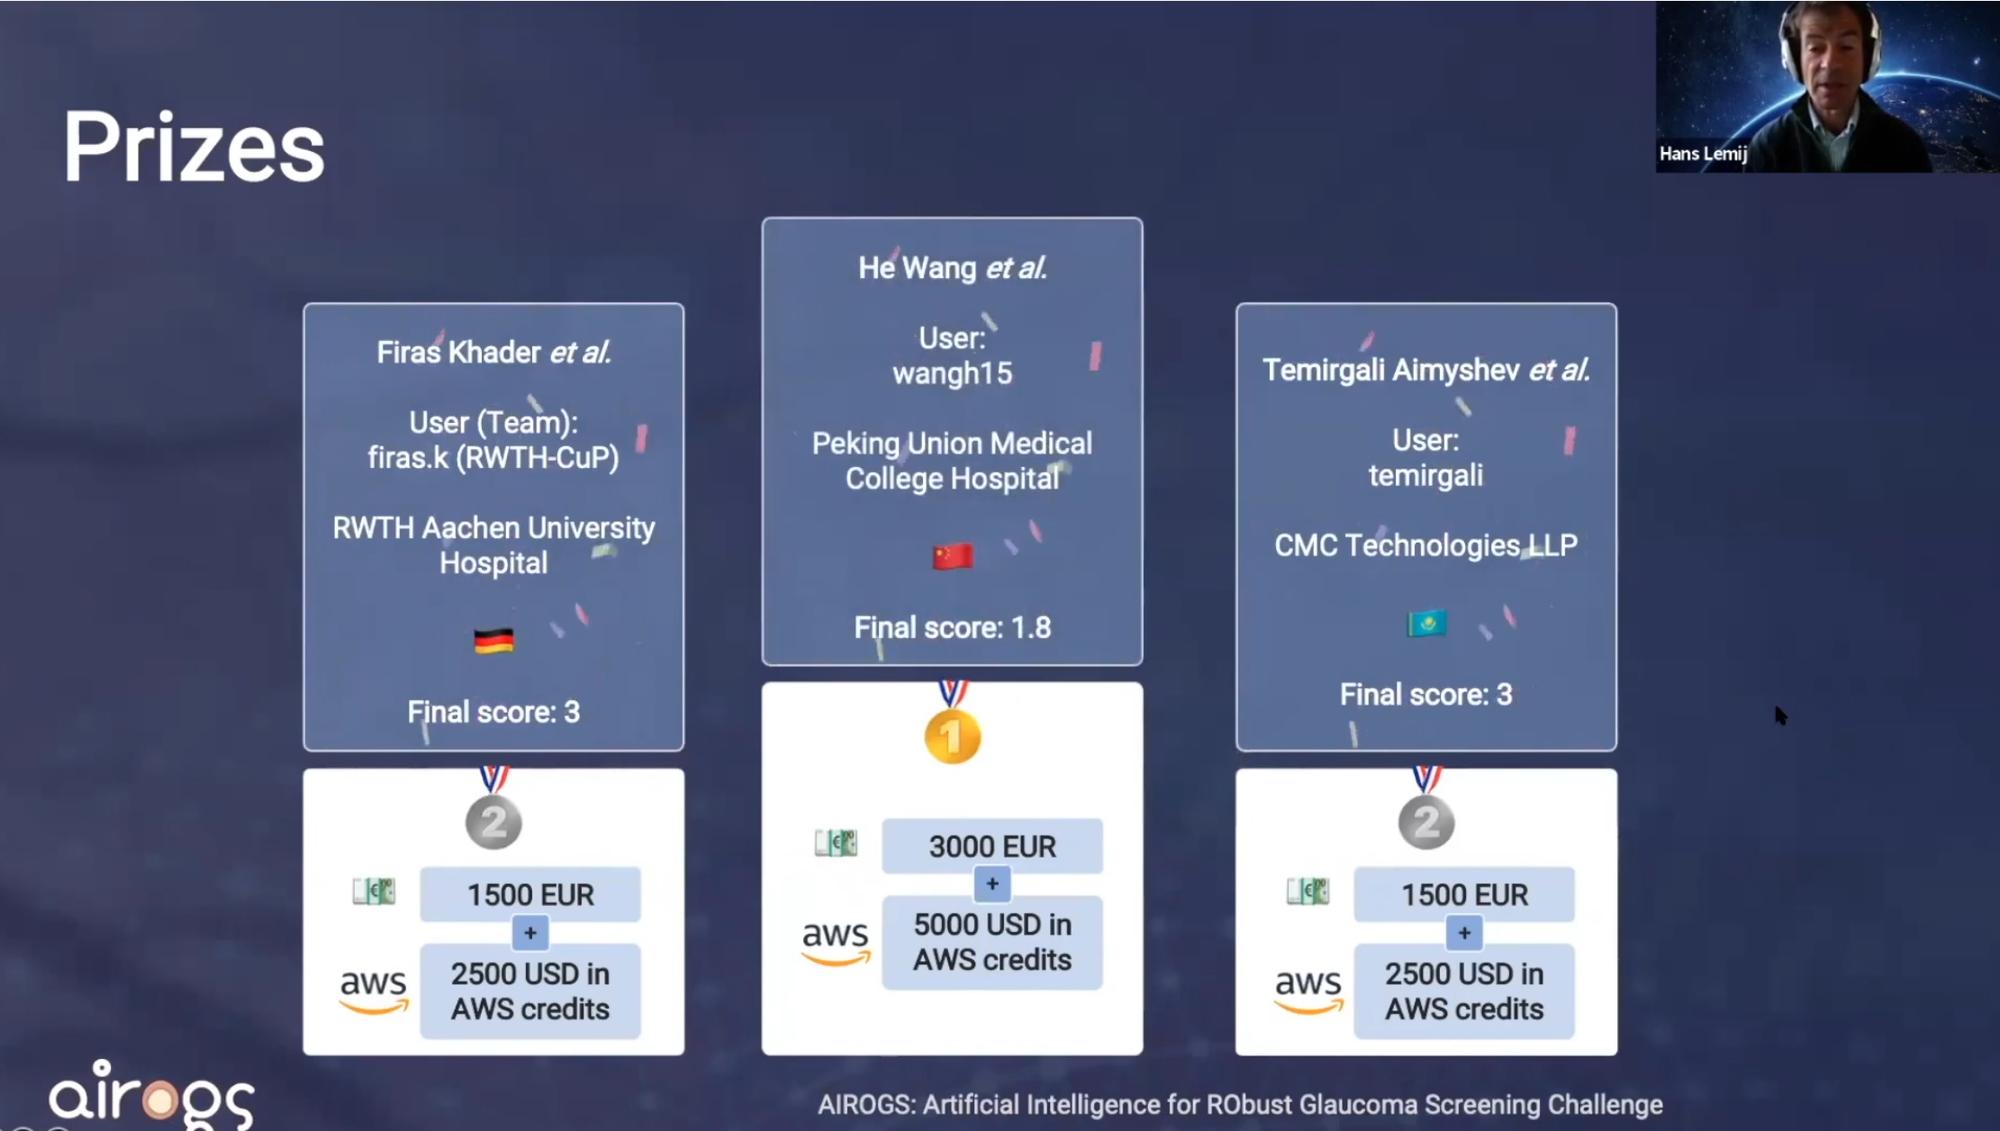 Prizes
Hans Lemij
He Wang et al.
User:
wangh15
Peking Union Medical
College Hospital
Final score: 1.8
1
3000 EUR
+
aws
5000 USD in
AWS credits
Firas Khader et al.
User (Team):
firas.k (RWTH-CuP)
RWTH Aachen University
Hospital
Final score: 3
2
1500 EUR
+
aws
2500 USD in
AWS credits
Temirgali Aimyshev et al.
User:
temirgali
CMC Technologies LLP
Final score: 3
2
1500 EUR
+
aws
2500 USD in
AWS credits
airogs
AIROGS: Artificial Intelligence for RObust Glaucoma Screening Challenge